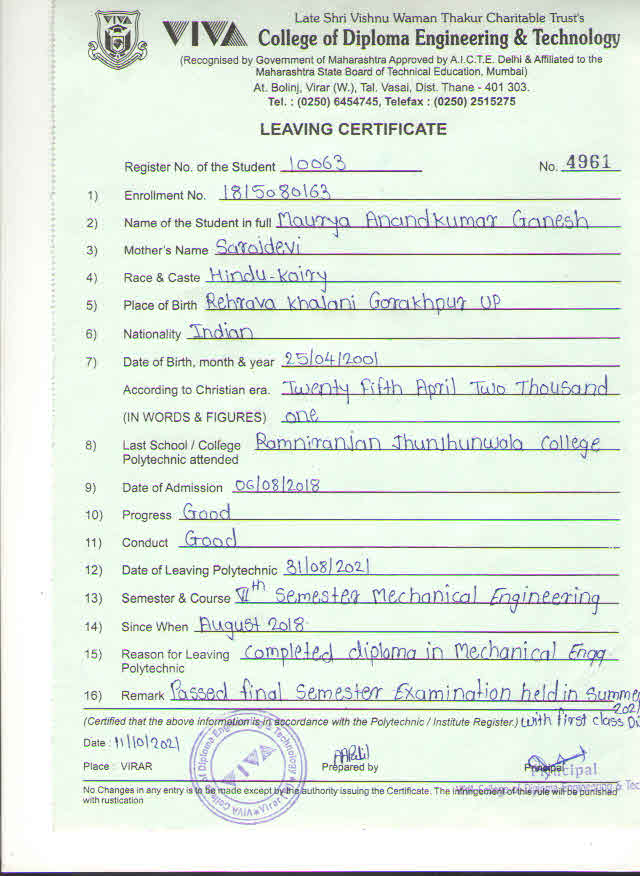 Late Shri Vishnu Waman Thakur Charitable Trust's
VIVA College of Diploma Engineering & Technology
(Recognised by Government of Maharashtra Approved by A.I.C.T.E. Delhi & Affiliated to the
Maharashtra State Board of Technical Education, Mumbai)
At. Bolinj, Virar (W.), Tal. Vasai, Dist. Thane - 401 303.
Tel. : (0250) 6454745, Telefax : (0250) 2515275
LEAVING CERTIFICATE
Register No. of the Student 10063 No. 4961
1) Enrollment No. 1815080163
2) Name of the Student in full Maurya Anandkumar Ganesh
3) Mother's Name Sarojdevi
4) Race & Caste Hindu-Koiry
5) Place of Birth Rehrava Khalani Gorakhpur UP
6) Nationality Indian
7) Date of Birth, month & year 25/04/2001
According to Christian era. Twenty Fifth April Two Thousand
(IN WORDS & FIGURES) one
8) Last School / College Ramniranjan Jhunjhunwala College
Polytechnic attended
9) Date of Admission 06/08/2018
10) Progress Good
11) Conduct Good
12) Date of Leaving Polytechnic 31/08/2021
13) Semester & Course VIth Semester Mechanical Engineering
14) Since When August 2018
15) Reason for Leaving completed diploma in Mechanical Engg.
Polytechnic
16) Remark Passed final Semester Examination held in Summe
2021
(Certified that the above information is in accordance with the Polytechnic / Institute Register.) with first class Di
Date : 11/10/2021
Place : VIRAR Prepared by Principal
Principal
VIVA College of Diploma Engineering & Tec
No Changes in any entry is to be made except by the authority issuing the Certificate. The infringement of this rule will be punished
with rustication